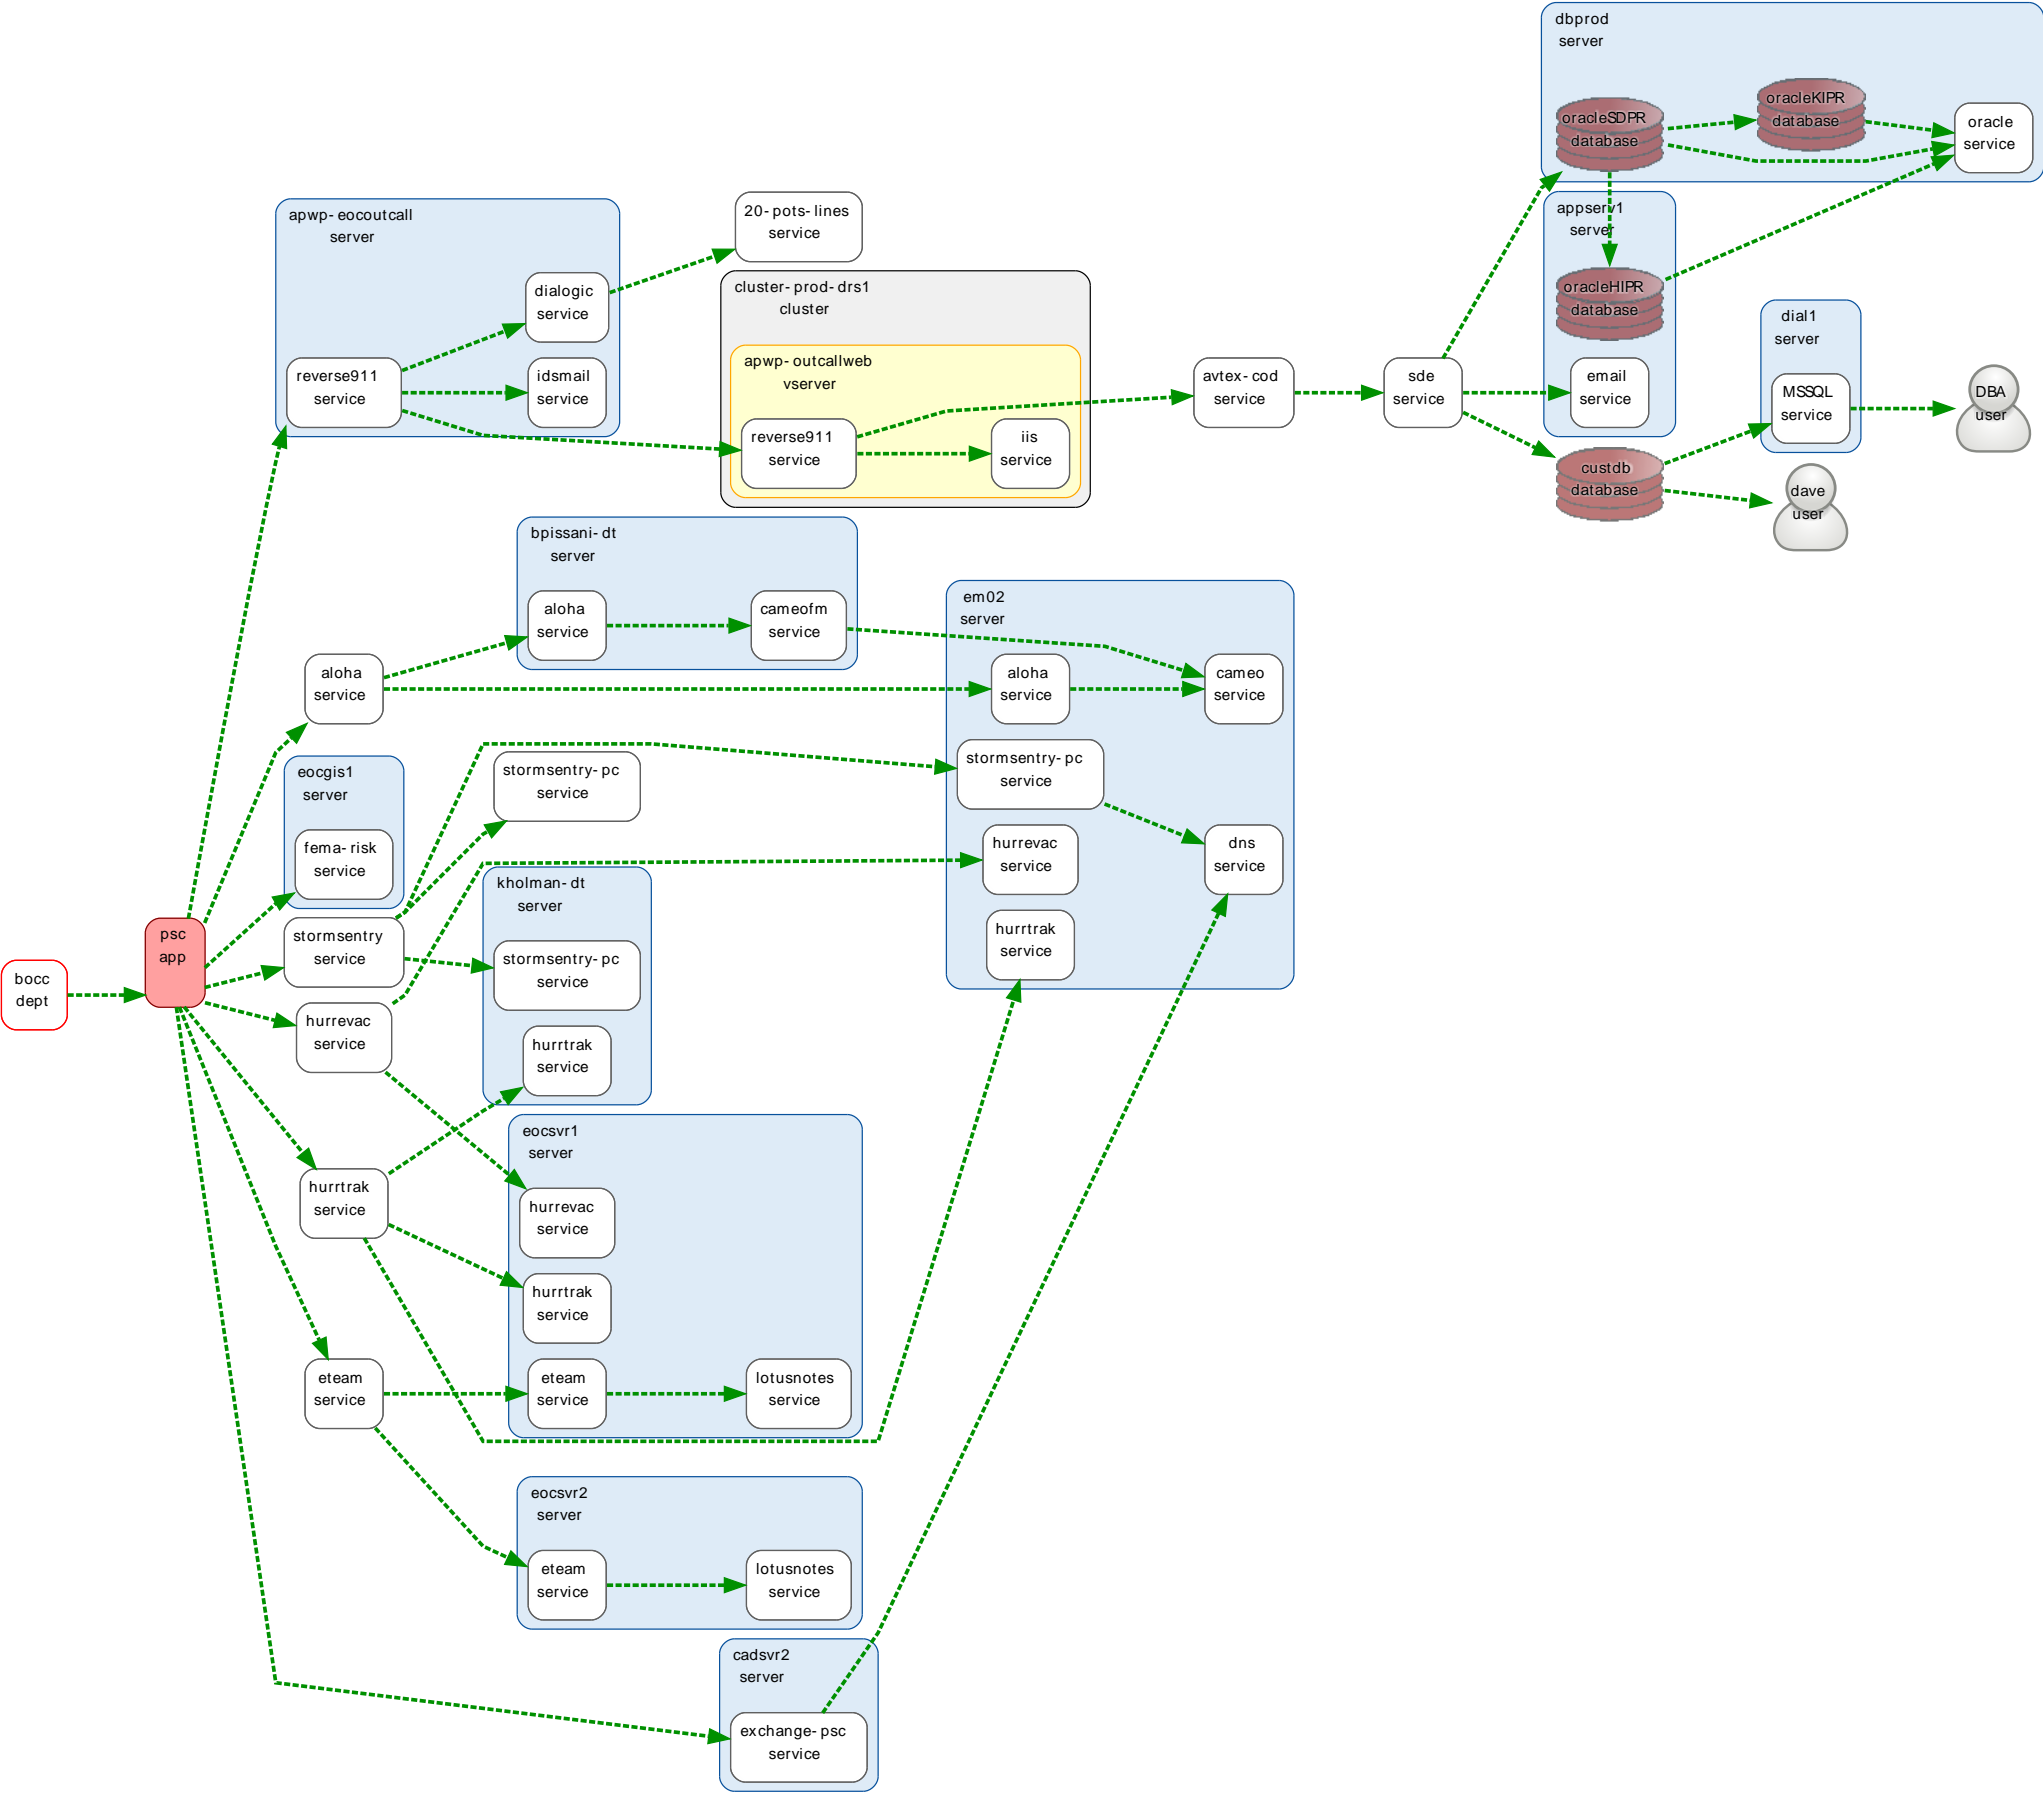 dbprod
server
oracleSDPR
database
oracleKIPR
database
oracle
service
apwp-eocoutcall
server
dialogic
service
reverse911
service
idsmail
service
20-pots-lines
service
cluster-prod-drs1
cluster
apwp-outcallweb
vserver
reverse911
service
iis
service
avtex-cod
service
sde
service
appserv1
server
oracleHIPR
database
email
service
custdb
database
dial1
server
MSSQL
service
DBA
user
dave
user
bpissani-dt
server
aloha
service
cameofm
service
em02
server
aloha
service
cameo
service
stormsentry-pc
service
hurrevac
service
dns
service
hurrtrak
service
aloha
service
eocgis1
server
fema-risk
service
stormsentry-pc
service
kholman-dt
server
stormsentry-pc
service
hurrtrak
service
bocc
dept
psc
app
stormsentry
service
hurrevac
service
hurrtrak
service
eteam
service
eocsvr1
server
hurrevac
service
hurrtrak
service
eteam
service
lotusnotes
service
eocsvr2
server
eteam
service
lotusnotes
service
cadsvr2
server
exchange-psc
service